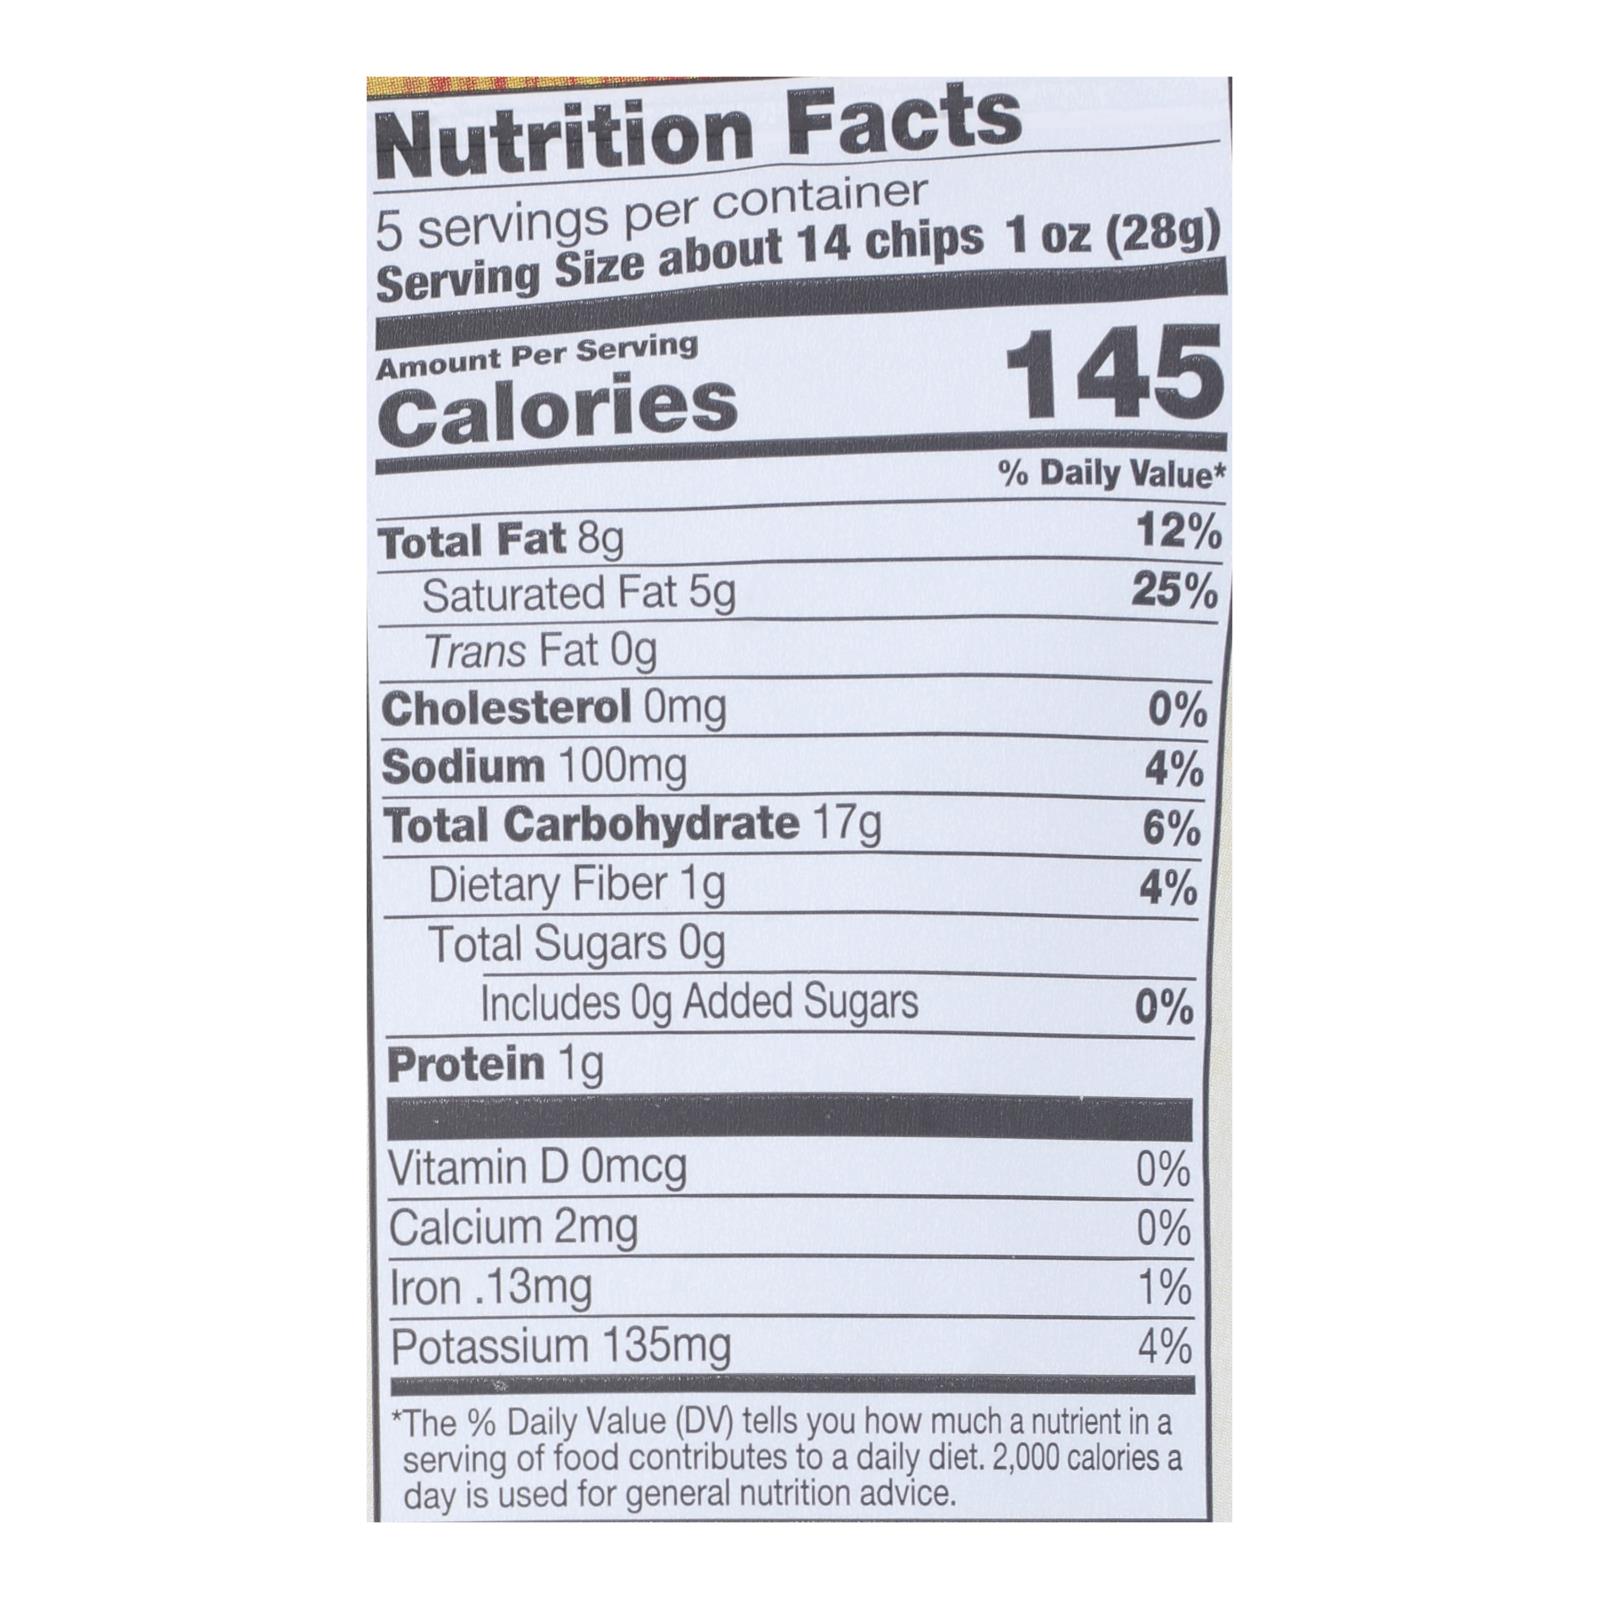 Nutrition Facts
5 servings per container
Serving Size about 14 chips 1 oz (28g)
Amount Per Serving
Calories 145
% Daily Value*
Total Fat 8g 12%
Saturated Fat 5g 25%
Trans Fat 0g
Cholesterol 0mg 0%
Sodium 100mg 4%
Total Carbohydrate 17g 6%
Dietary Fiber 1g 4%
Total Sugars 0g
Includes 0g Added Sugars 0%
Protein 1g
Vitamin D 0mcg 0%
Calcium 2mg 0%
Iron .13mg 1%
Potassium 135mg 4%
*The % Daily Value (DV) tells you how much a nutrient in a
serving of food contributes to a daily diet. 2,000 calories a
day is used for general nutrition advice.